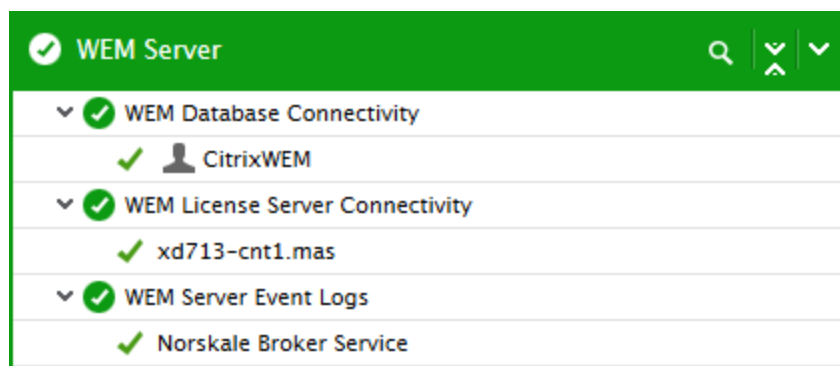 WEM Server
WEM Database Connectivity
CitrixWEM
WEM License Server Connectivity
xd713-cnt1.mas
WEM Server Event Logs
Norskale Broker Service